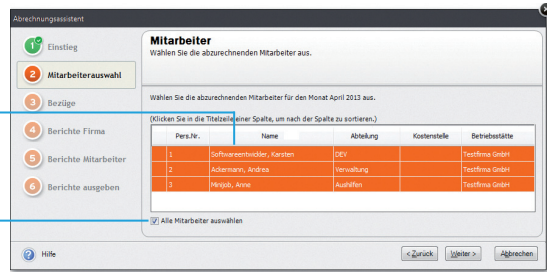 Abrechnungsassistent
1 Einstieg
2 Mitarbeiterauswahl
3 Bezüge
4 Berichte Firma
5 Berichte Mitarbeiter
6 Berichte ausgeben
Mitarbeiter
Wählen Sie die abzurechnenden Mitarbeiter aus.
Wählen Sie die abzurechnenden Mitarbeiter für den Monat April 2013 aus.
(Klicken Sie in die Titelzeile einer Spalte, um nach der Spalte zu sortieren.)
Pers.Nr. Name Abteilung Kostenstelle Betriebsstätte
1 Softwareentwickler, Karsten DEV Testfirma GmbH
2 Ackermann, Andrea Verwaltung Testfirma GmbH
3 Minijob, Anne Aushilfen Testfirma GmbH
Alle Mitarbeiter auswählen
? Hilfe
< Zurück Weiter > Abbrechen